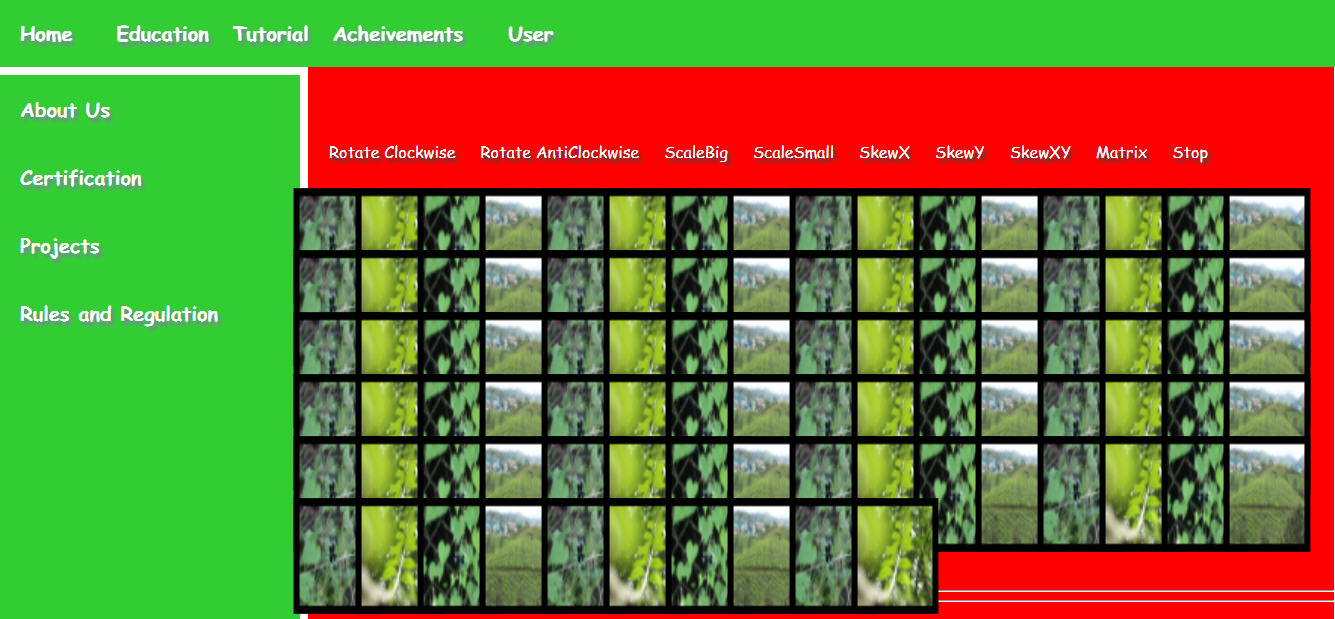 Home Education Tutorial Acheivements User
About Us
Certification
Projects
Rules and Regulation
Rotate Clockwise Rotate AntiClockwise ScaleBig ScaleSmall SkewX SkewY SkewXY Matrix Stop